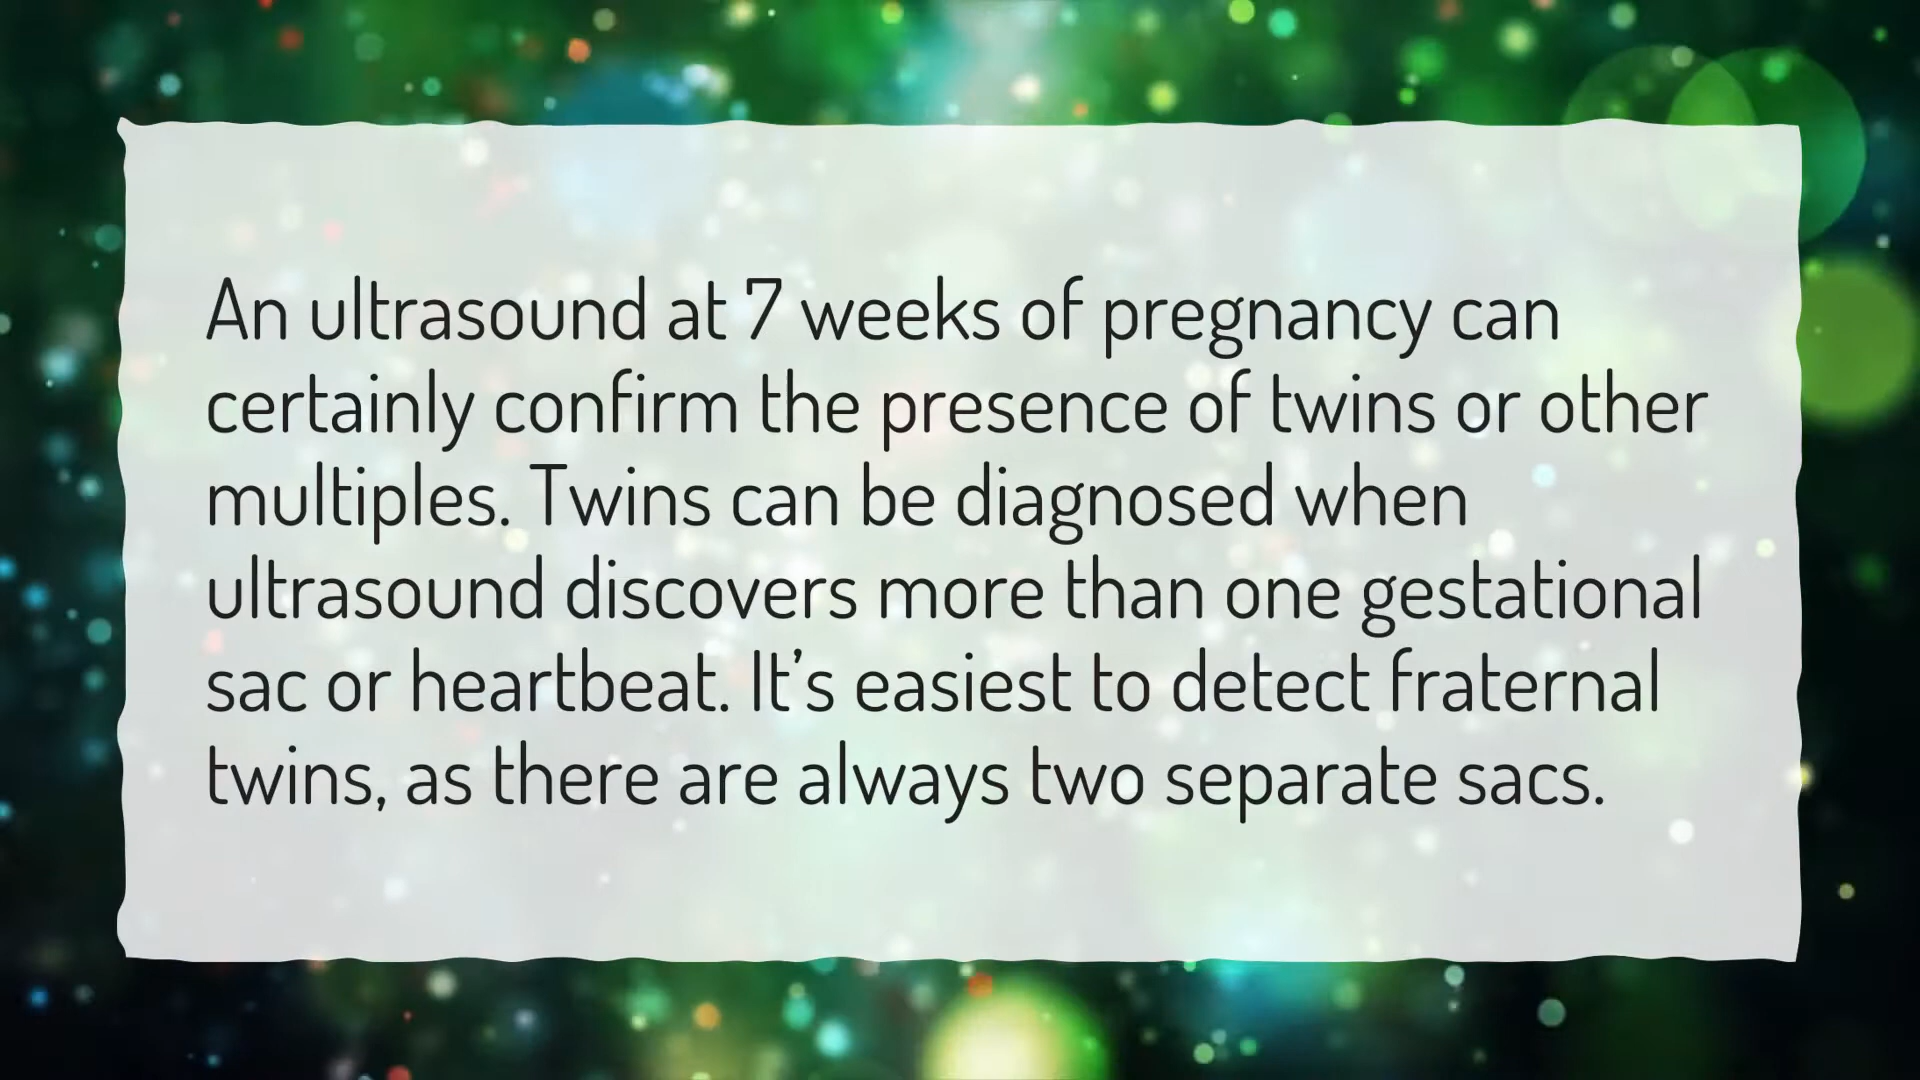 An ultrasound at 7 weeks of pregnancy can
certainly confirm the presence of twins or other
multiples. Twins can be diagnosed when
ultrasound discovers more than one gestational
sac or heartbeat. It’s easiest to detect fraternal
twins, as there are always two separate sacs.